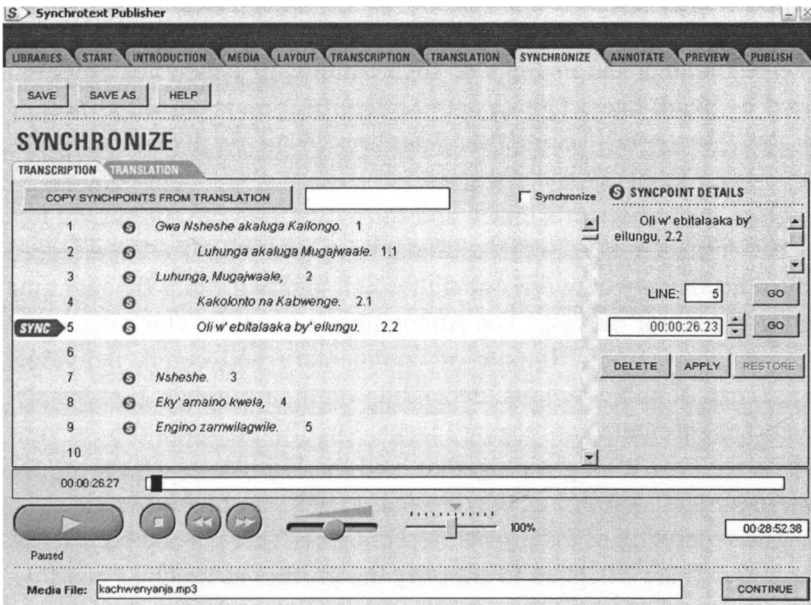 S Synchrotext Publisher
LIBRARIES START INTRODUCTION MEDIA LAYOUT TRANSCRIPTION TRANSLATION SYNCHRONIZE ANNOTATE PREVIEW PUBLISH
SAVE SAVE AS HELP
SYNCHRONIZE
TRANSCRIPTION TRANSLATION
COPY SYNCHPOINTS FROM TRANSLATION Synchronize S SYNCPOINT DETAILS
1 S Gwa Nsheshe akaluga Kailongo. 1
2 S Luhunga akaluga Mugajwaale. 1.1
3 S Luhunga, Mugajwaale, 2
4 S Kakolonto na Kabwenge. 2.1
SYNC 5 S Oli w' ebitalaaka by' eilungu. 2.2
6
7 S Nsheshe. 3
8 S Eky' amaino kwela, 4
9 S Engino zamwilagwile. 5
10
Oli w' ebitalaaka by'
eilungu. 2.2
LINE: 5 GO
00:00:26.23 GO
DELETE APPLY RESTORE
00:00:26.27
100% 00:28:52.38
Paused
Media File: kachwenyanja.mp3 CONTINUE